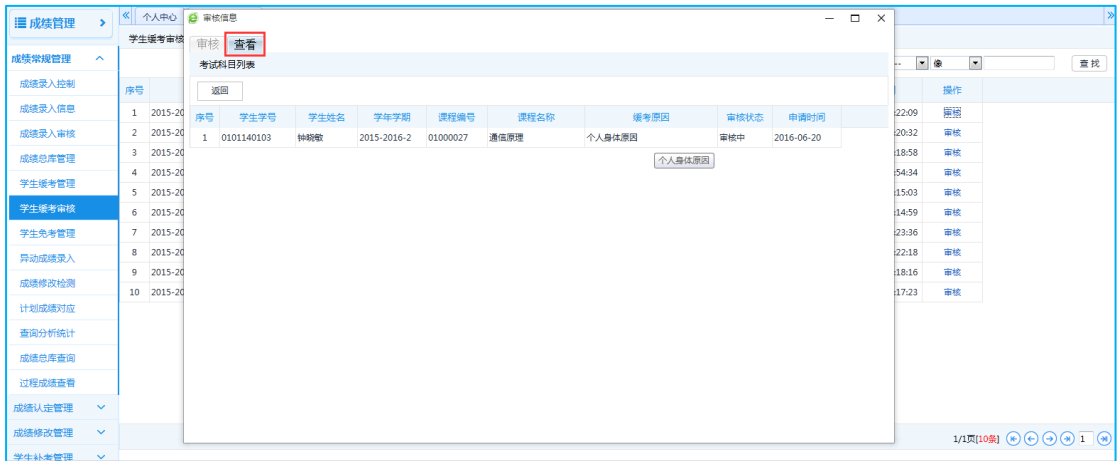 成绩管理
成绩常规管理
成绩录入控制
成绩录入信息
成绩录入审核
成绩总库管理
学生缓考管理
学生缓考审核
学生免考管理
异动成绩录入
成绩修改检测
计划成绩对应
查询分析统计
成绩总库查询
过程成绩查看
成绩认定管理
成绩修改管理
学生补考管理
个人中心
学生缓考审核
审核信息
审核 查看
考试科目列表
返回
序号 学生学号 学生姓名 学年学期 课程编号 课程名称 缓考原因 审核状态 申请时间
1 0101140103 钟晓敏 2015-2016-2 01000027 通信原理 个人身体原因 审核中 2016-06-20
个人身体原因
-- 像 查 找
序号 操作
1 2015-20 :22:09 审核
2 2015-20 :20:32 审核
3 2015-20 :18:58 审核
4 2015-20 :54:34 审核
5 2015-20 :15:03 审核
6 2015-20 :14:59 审核
7 2015-20 :23:36 审核
8 2015-20 :22:18 审核
9 2015-20 :18:16 审核
10 2015-20 :17:23 审核
1/1页[10条] 1